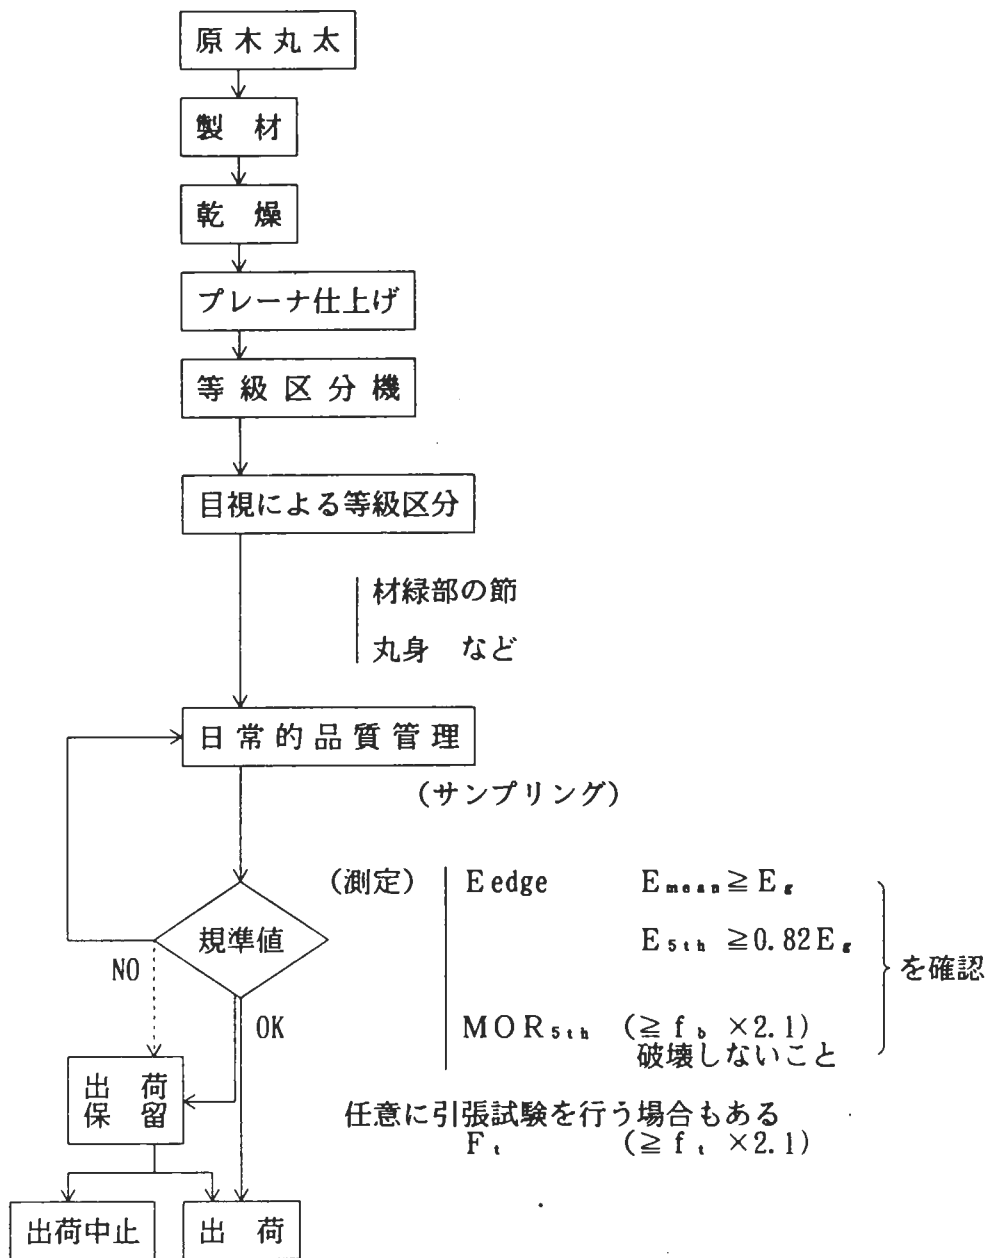 原木丸太
製材
乾燥
プレーナ仕上げ
等級区分機
目視による等級区分
材緑部の節
丸身 など
日常的品質管理
(サンプリング)
(測定) Eedge Emean≧Eg
E5th≧0.82Eg
規準値
を確認
NO
OK
MOR5th (≧fb×2.1)
破壊しないこと
出荷
保留
任意に引張試験を行う場合もある
Ft (≧ft×2.1)
出荷中止
出荷